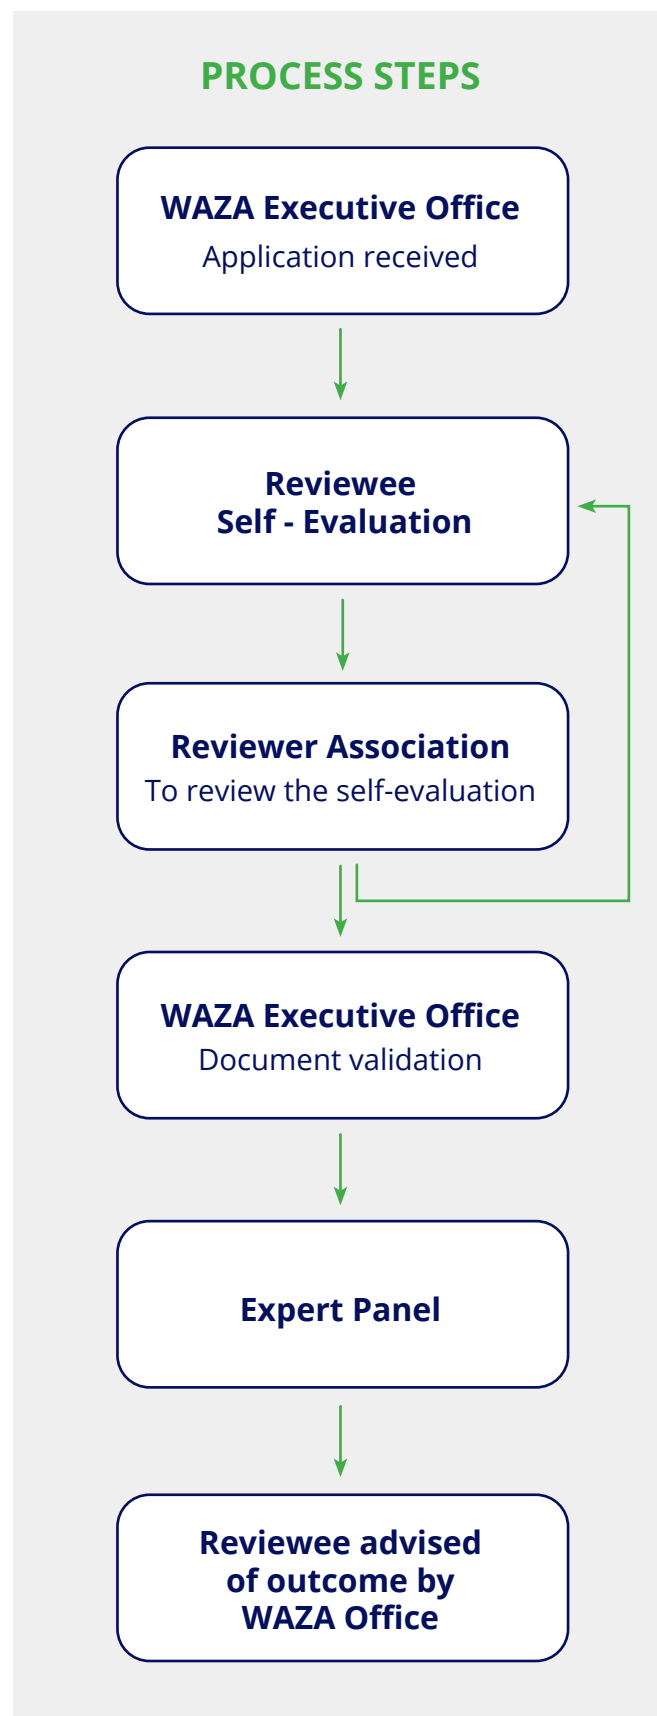 PROCESS STEPS
WAZA Executive Office
Application received
Reviewee
Self - Evaluation
Reviewer Association
To review the self-evaluation
WAZA Executive Office
Document validation
Expert Panel
Reviewee advised
of outcome by
WAZA Office